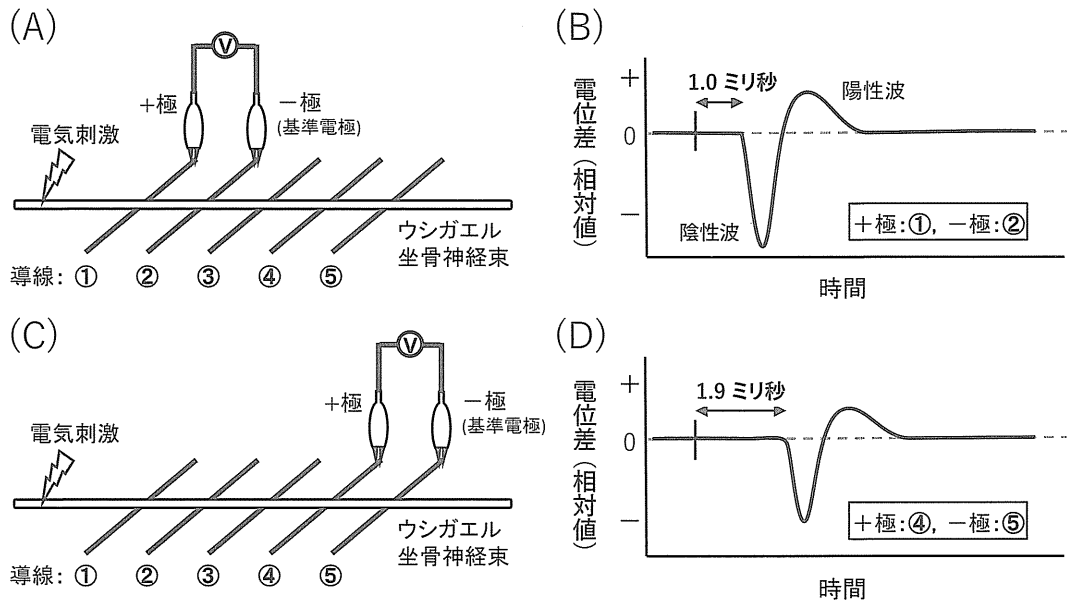 (A)
V
+極
−極
(基準電極)
電気刺激
ウシガエル
坐骨神経束
導線: ① ② ③ ④ ⑤
(B)
電位差(相対値)
+
0
−
1.0 ミリ秒
陽性波
陰性波
+極:①, −極:②
時間
(C)
V
+極
−極
(基準電極)
電気刺激
ウシガエル
坐骨神経束
導線: ① ② ③ ④ ⑤
(D)
電位差(相対値)
+
0
−
1.9 ミリ秒
+極:④, −極:⑤
時間